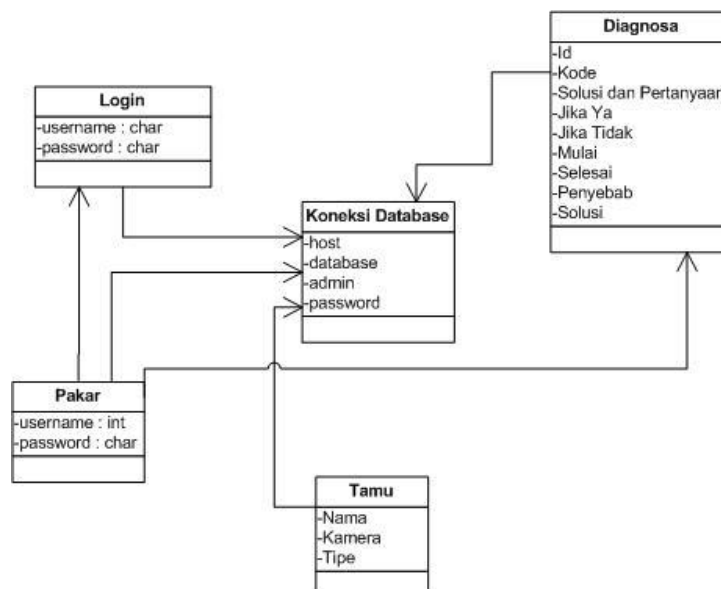 Diagnosa
-Id
-Kode
-Solusi dan Pertanyaan
-Jika Ya
-Jika Tidak
-Mulai
-Selesai
-Penyebab
-Solusi
Login
-username : char
-password : char
Koneksi Database
-host
-database
-admin
-password
Pakar
-username : int
-password : char
Tamu
-Nama
-Kamera
-Tipe